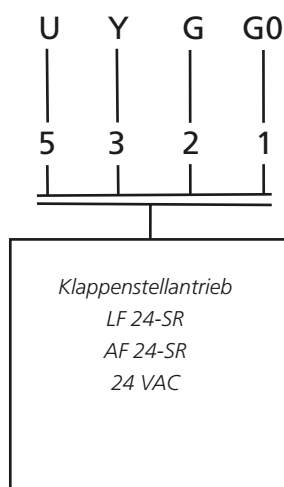 U Y G G0
5 3 2 1
Klappenstellantrieb
LF 24-SR
AF 24-SR
24 VAC